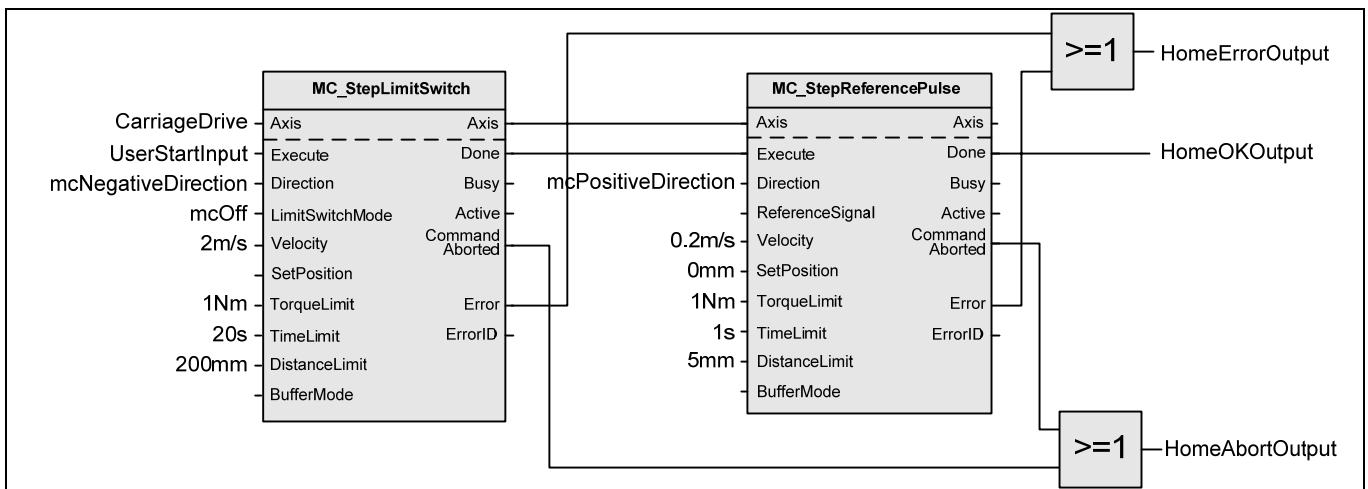 MC_StepLimitSwitch
CarriageDrive
Axis
Axis
UserStartInput
Execute
Done
mcNegativeDirection
Direction
Busy
mcOff
LimitSwitchMode
Active
2m/s
Velocity
Command
Aborted
SetPosition
1Nm
TorqueLimit
Error
20s
TimeLimit
ErrorID
200mm
DistanceLimit
BufferMode
MC_StepReferencePulse
Axis
Axis
Execute
Done
mcPositiveDirection
Direction
Busy
ReferenceSignal
Active
0.2m/s
Velocity
Command
Aborted
0mm
SetPosition
1Nm
TorqueLimit
Error
1s
TimeLimit
ErrorID
5mm
DistanceLimit
BufferMode
>=1
HomeErrorOutput
HomeOKOutput
>=1
HomeAbortOutput